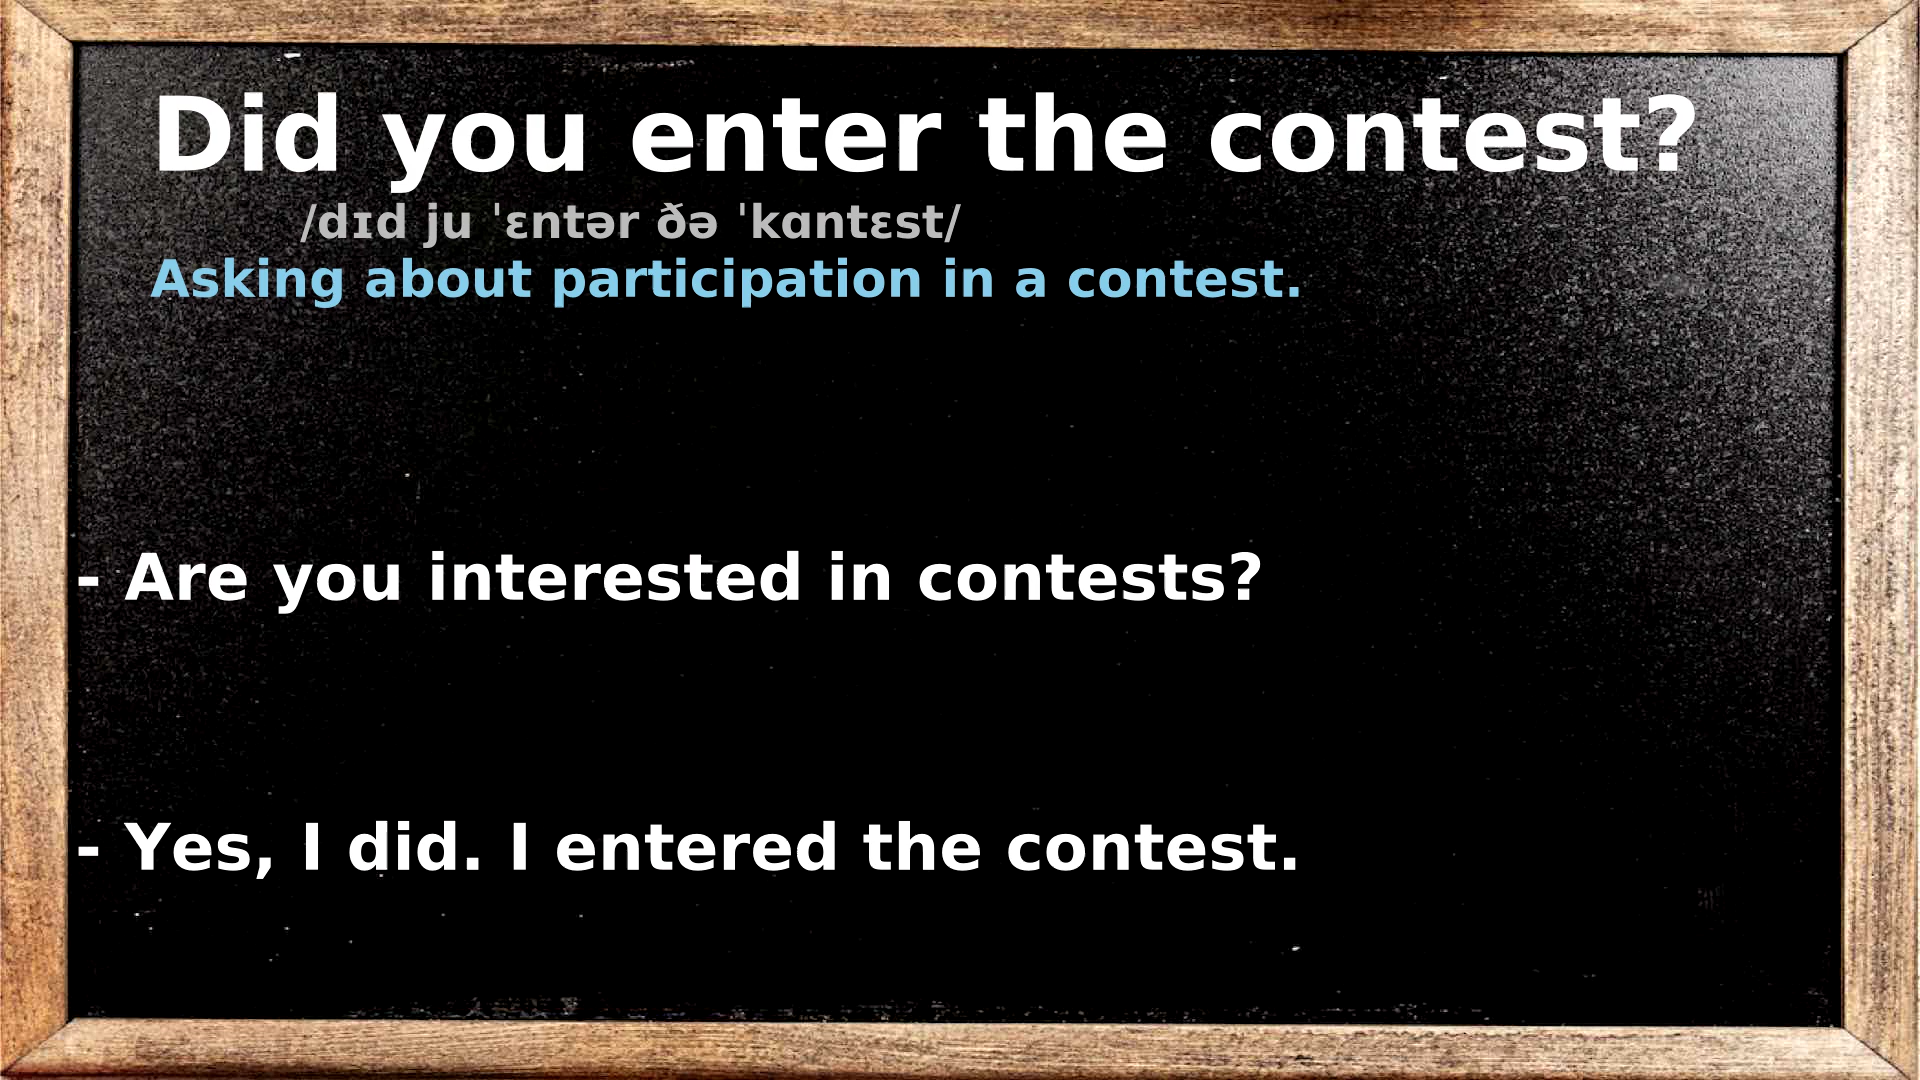 Did you enter the contest?
/dɪd ju ˈɛntər ðə ˈkɑntɛst/
Asking about participation in a contest.
- Are you interested in contests?
- Yes, I did. I entered the contest.